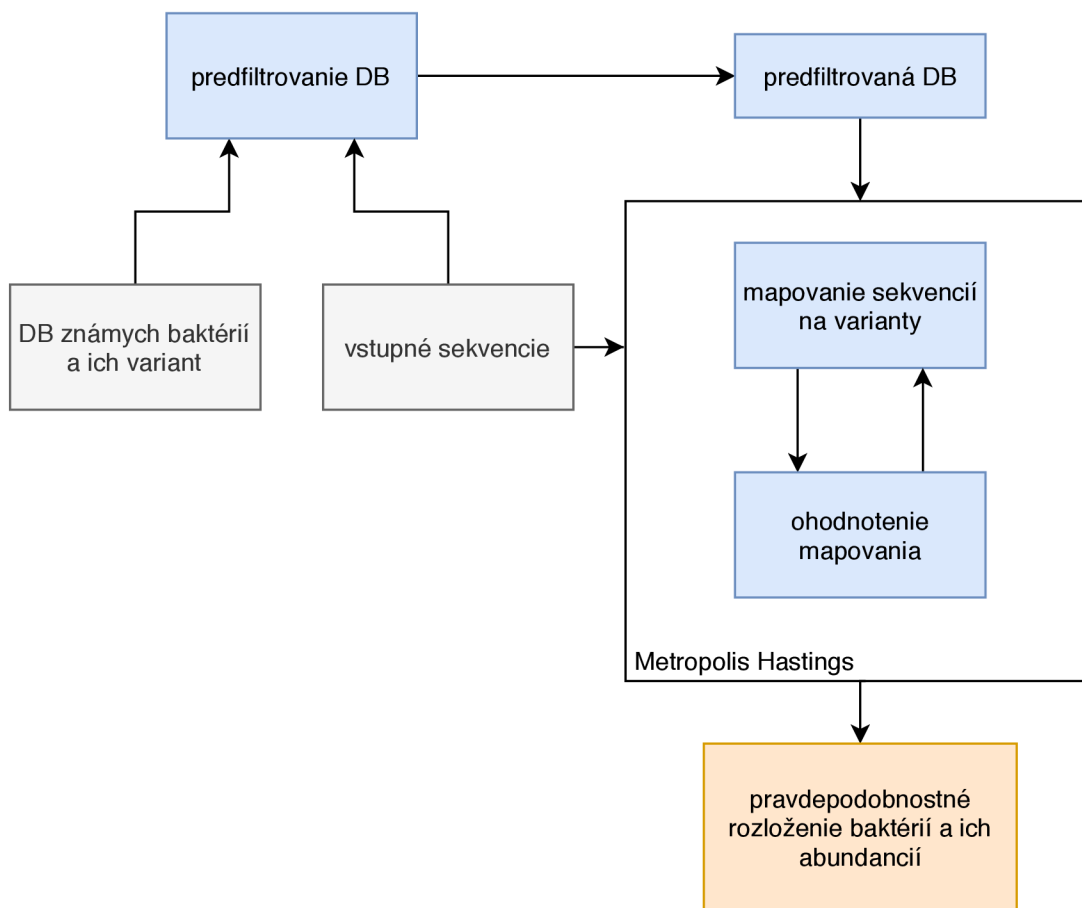 predfiltrovanie DB
predfiltrovaná DB
DB známych baktérií
a ich variant
vstupné sekvencie
mapovanie sekvencií
na varianty
ohodnotenie
mapovania
Metropolis Hastings
pravdepodobnostné
rozloženie baktérií a ich
abundancií